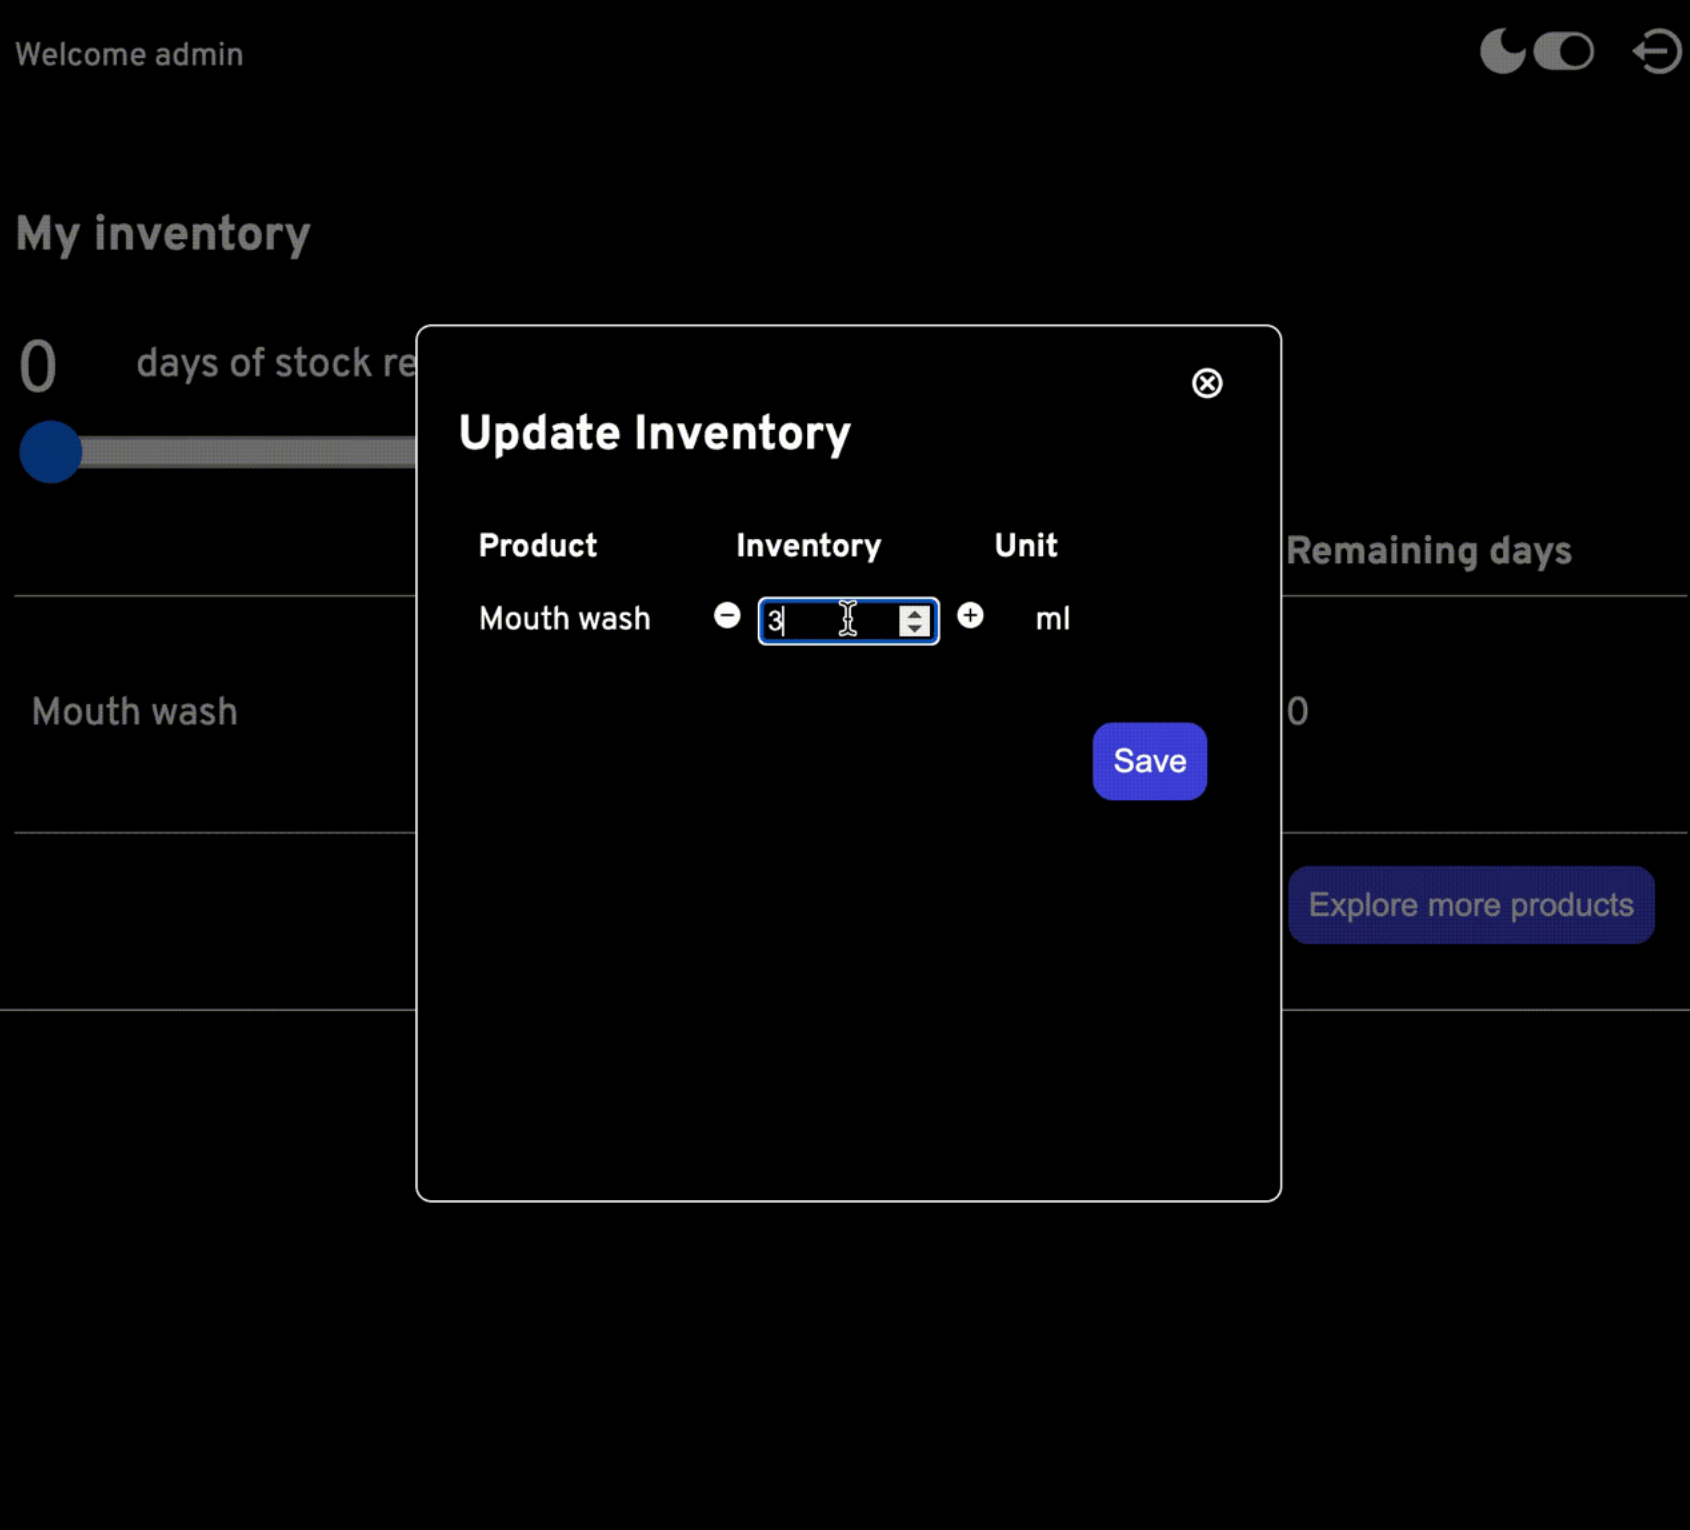 Welcome admin
My inventory
0 days of stock re
Update Inventory
Product Inventory Unit
Remaining days
Mouth wash 3 ml
Mouth wash
0
Save
Explore more products